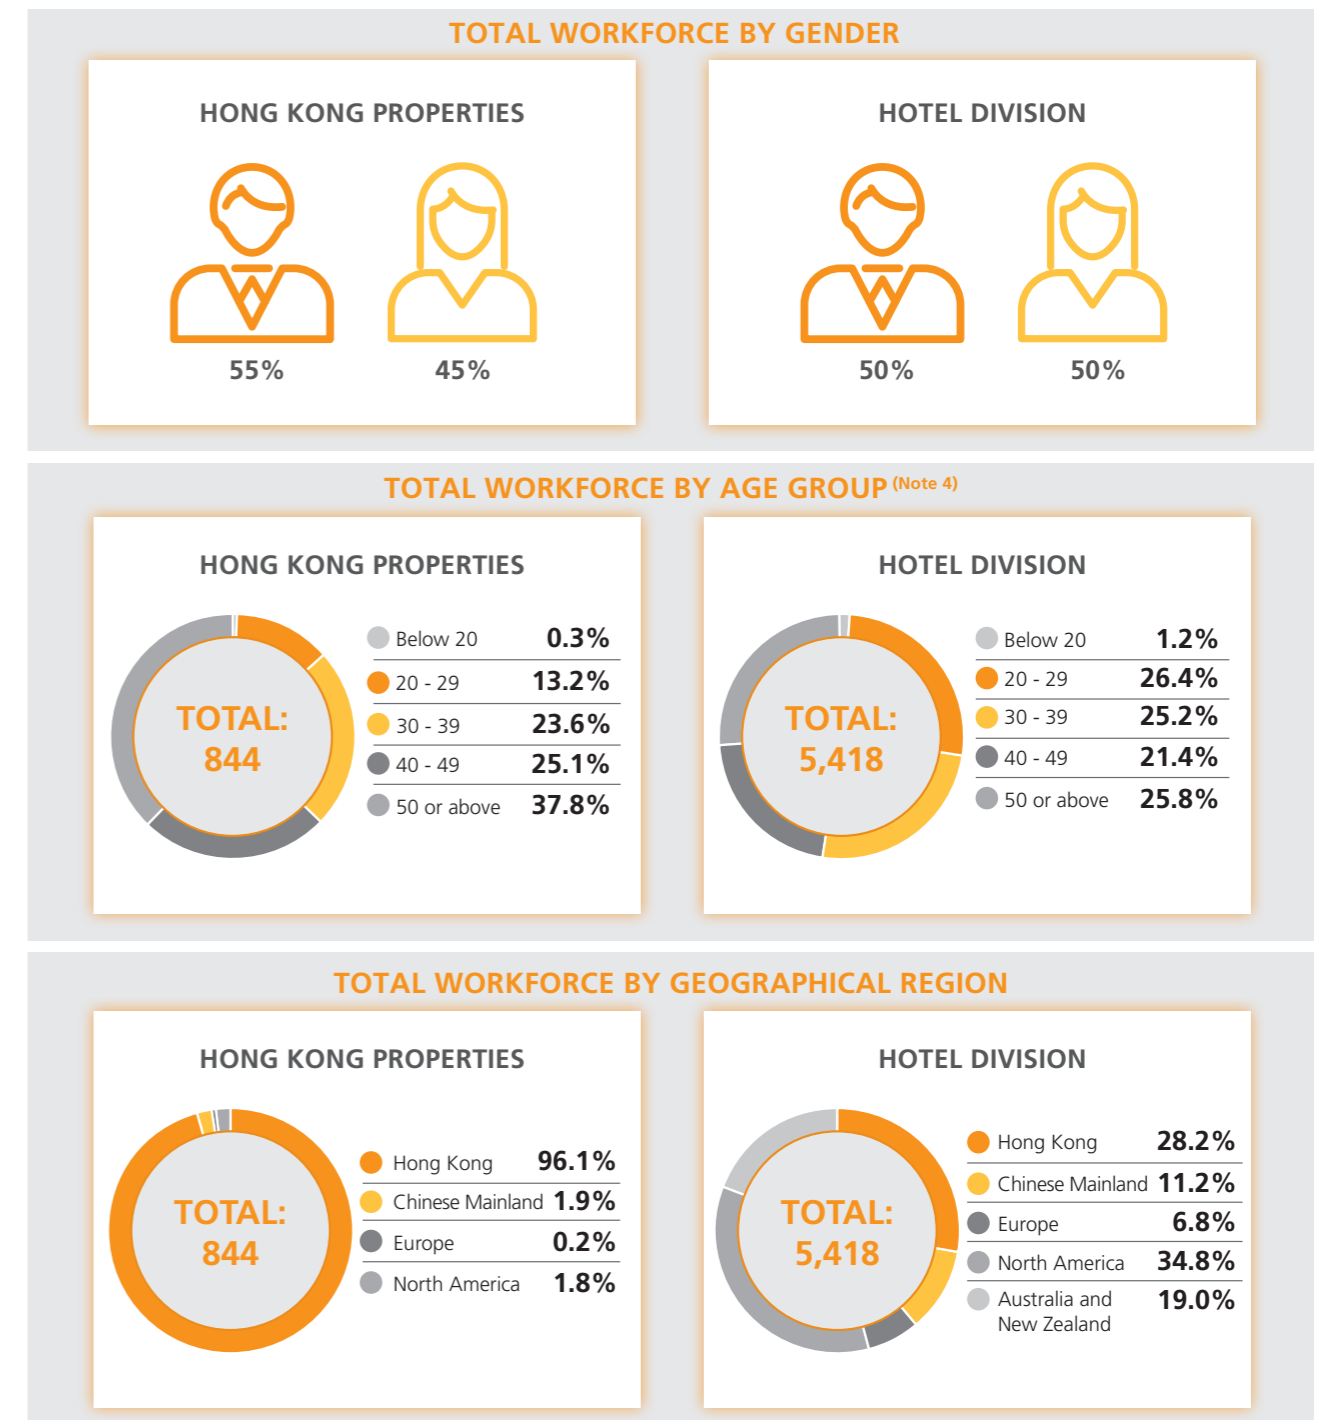 TOTAL WORKFORCE BY GENDER
HONG KONG PROPERTIES
55%
45%
HOTEL DIVISION
50%
50%
TOTAL WORKFORCE BY AGE GROUP (Note 4)
HONG KONG PROPERTIES
TOTAL:
844
Below 20 0.3%
20 - 29 13.2%
30 - 39 23.6%
40 - 49 25.1%
50 or above 37.8%
HOTEL DIVISION
TOTAL:
5,418
Below 20 1.2%
20 - 29 26.4%
30 - 39 25.2%
40 - 49 21.4%
50 or above 25.8%
TOTAL WORKFORCE BY GEOGRAPHICAL REGION
HONG KONG PROPERTIES
TOTAL:
844
Hong Kong 96.1%
Chinese Mainland 1.9%
Europe 0.2%
North America 1.8%
HOTEL DIVISION
TOTAL:
5,418
Hong Kong 28.2%
Chinese Mainland 11.2%
Europe 6.8%
North America 34.8%
Australia and 19.0%
New Zealand